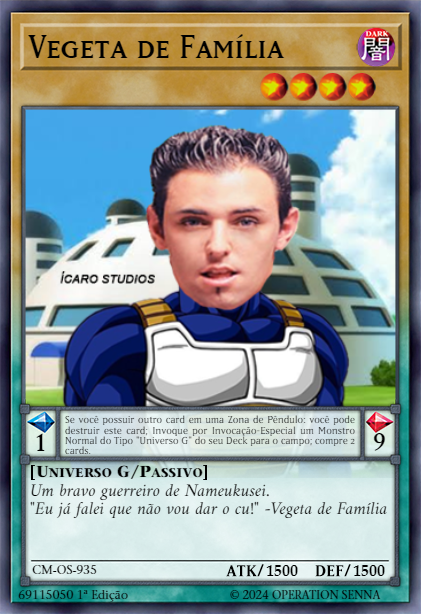 Vegeta de Família
DARK
闇
ÍCARO STUDIOS
1
Se você possuir outro card em uma Zona de Pêndulo: você pode
destruir este card; Invoque por Invocação-Especial um Monstro
Normal do Tipo "Universo G" do seu Deck para o campo; compre 2
cards.
9
[Universo G/Passivo]
Um bravo guerreiro de Nameukusei.
"Eu já falei que não vou dar o cu!" -Vegeta de Família
CM-OS-935
ATK/1500 DEF/1500
69115050 1ª Edição
© 2024 OPERATION SENNA